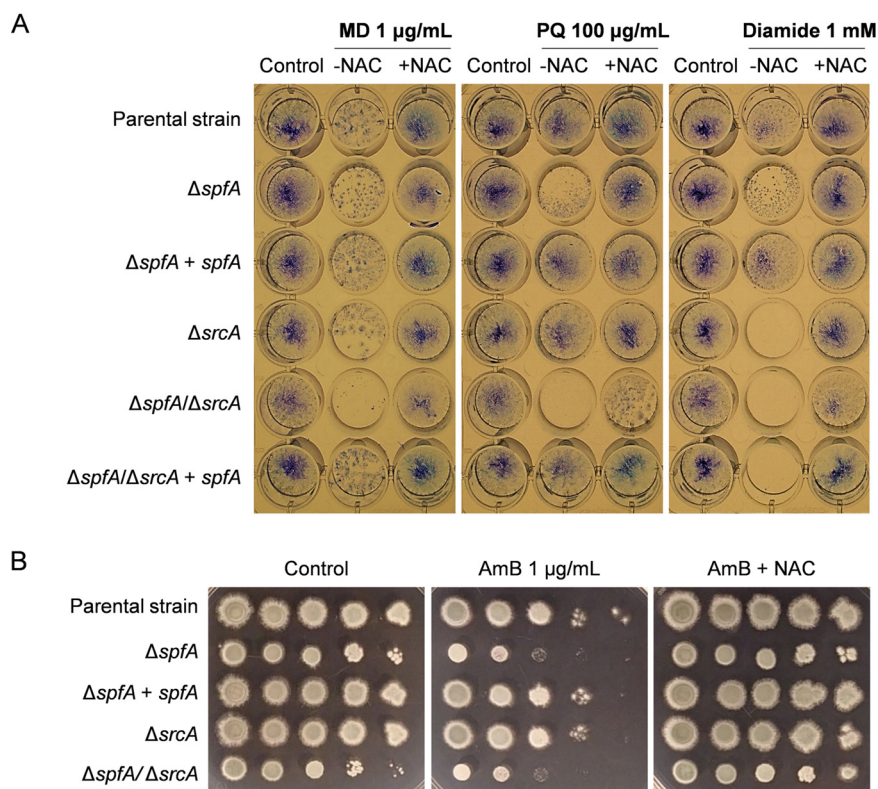 A
MD 1 µg/mL PQ 100 µg/mL Diamide 1 mM
Control -NAC +NAC Control -NAC +NAC Control -NAC +NAC
Parental strain
ΔspfA
ΔspfA + spfA
ΔsrcA
ΔspfA/ΔsrcA
ΔspfA/ΔsrcA + spfA
B
Control AmB 1 µg/mL AmB + NAC
Parental strain
ΔspfA
ΔspfA + spfA
ΔsrcA
ΔspfA/ΔsrcA